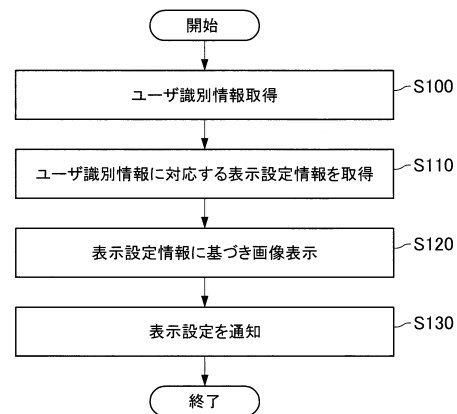 開始
ユーザ識別情報取得
S100
ユーザ識別情報に対応する表示設定情報を取得
S110
表示設定情報に基づき画像表示
S120
表示設定を通知
S130
終了